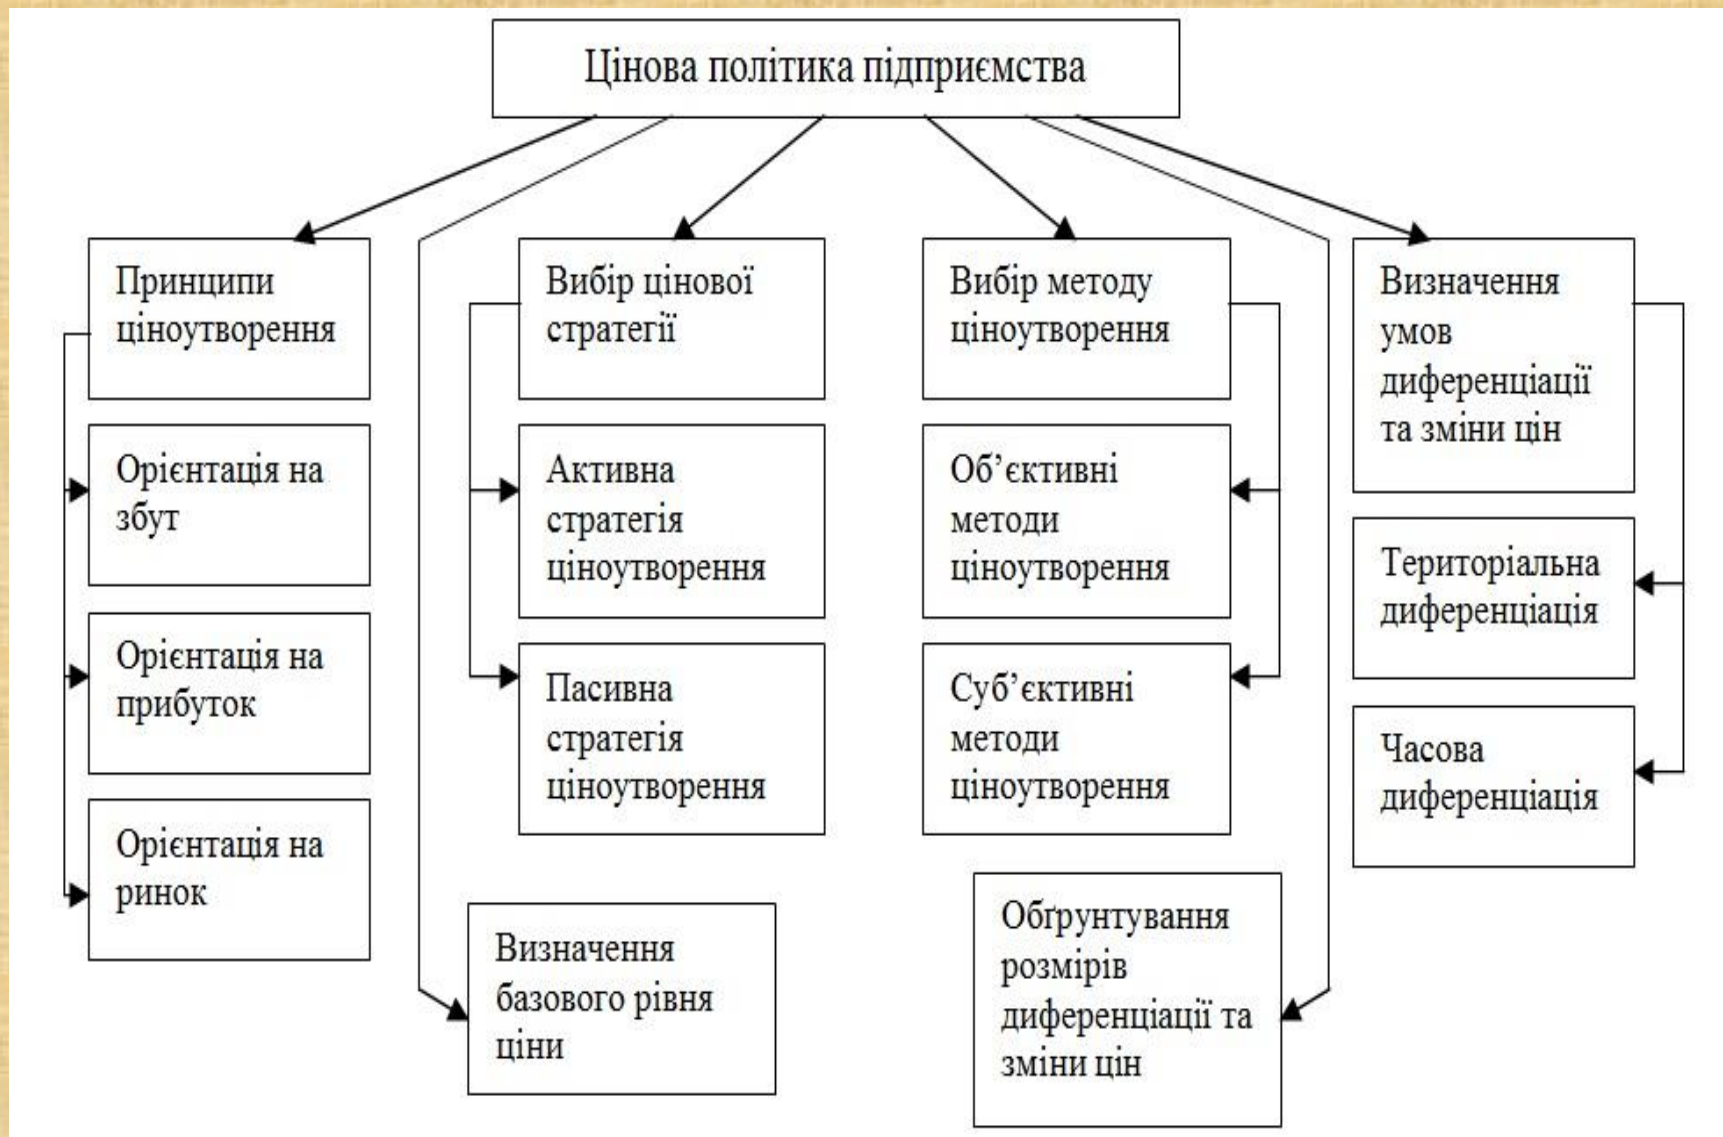 Цінова політика підприємства
Принципи
ціноутворення
Орієнтація на
збут
Орієнтація на
прибуток
Орієнтація на
ринок
Вибір цінової
стратегії
Активна
стратегія
ціноутворення
Пасивна
стратегія
ціноутворення
Визначення
базового рівня
ціни
Вибір методу
ціноутворення
Об’єктивні
методи
ціноутворення
Суб’єктивні
методи
ціноутворення
Обґрунтування
розмірів
диференціації та
зміни цін
Визначення
умов
диференціації
та зміни цін
Територіальна
диференціація
Часова
диференціація